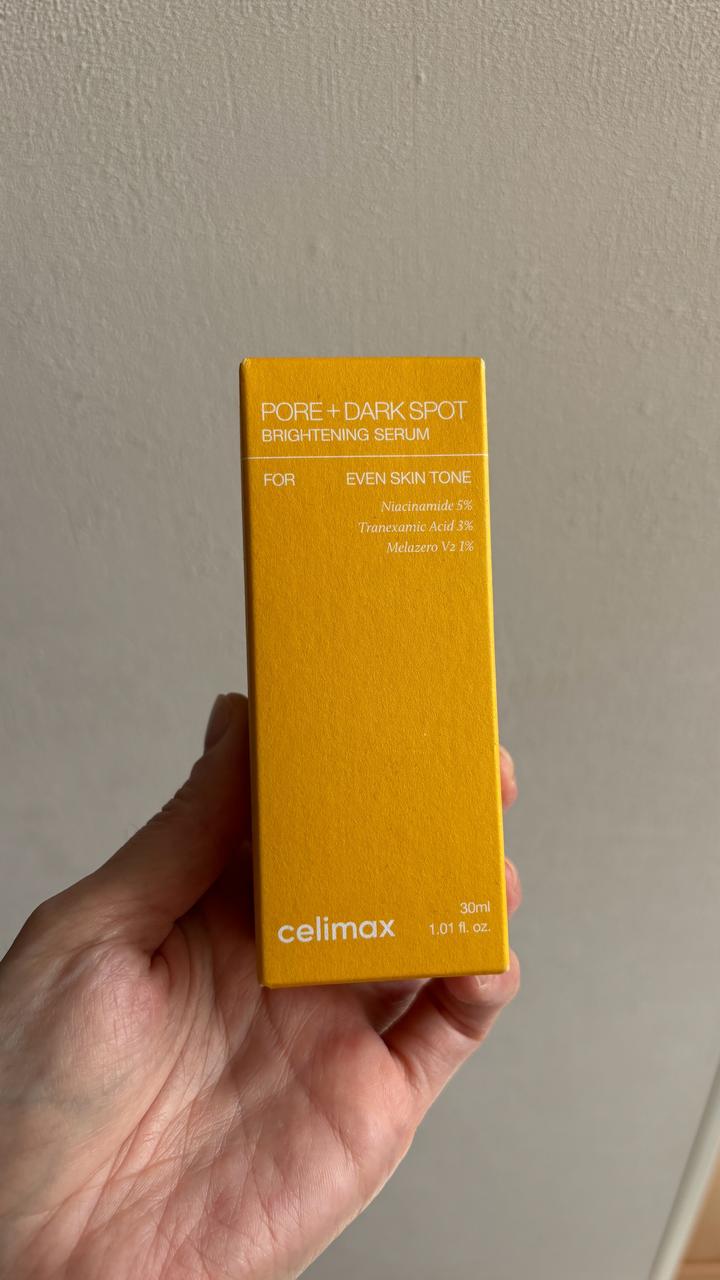 PORE + DARK SPOT
BRIGHTENING SERUM
FOR EVEN SKIN TONE
Niacinamide 5%
Tranexamic Acid 3%
Melazero V2 1%
30ml
celimax 1.01 fl. oz.